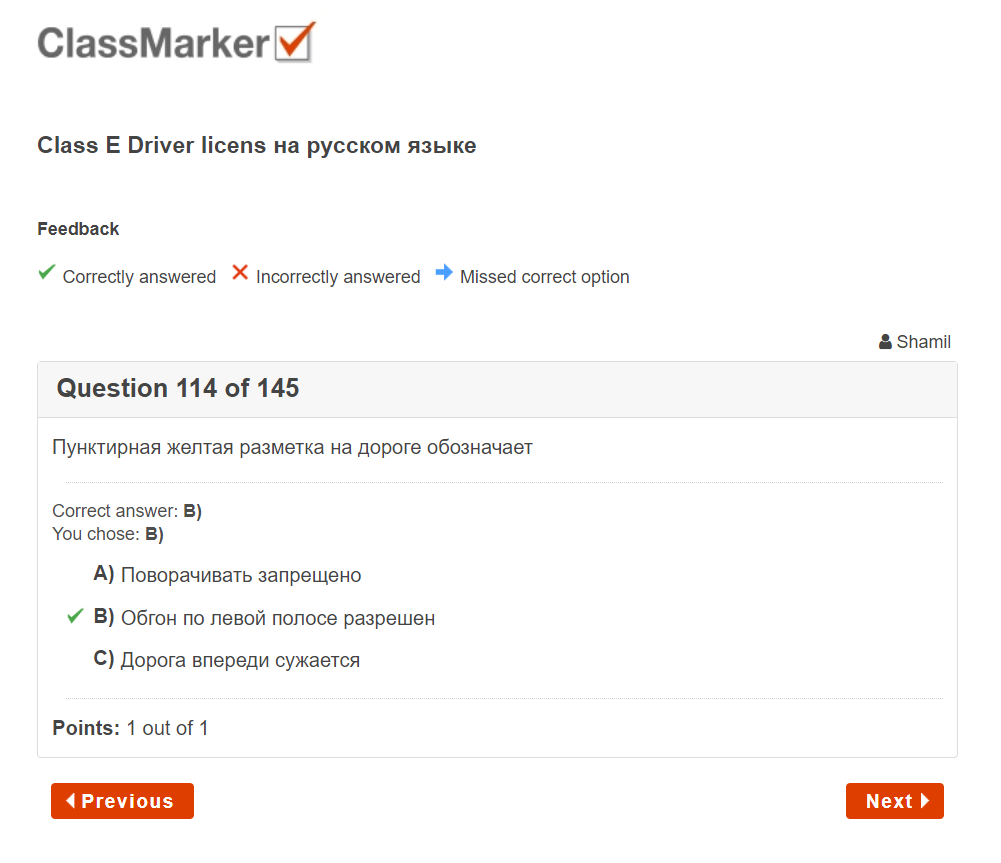 ClassMarker
Class E Driver licens на русском языке
Feedback
Correctly answered Incorrectly answered Missed correct option
Shamil
Question 114 of 145
Пунктирная желтая разметка на дороге обозначает
Correct answer: B)
You chose: B)
A) Поворачивать запрещено
B) Обгон по левой полосе разрешен
C) Дорога впереди сужается
Points: 1 out of 1
Previous Next